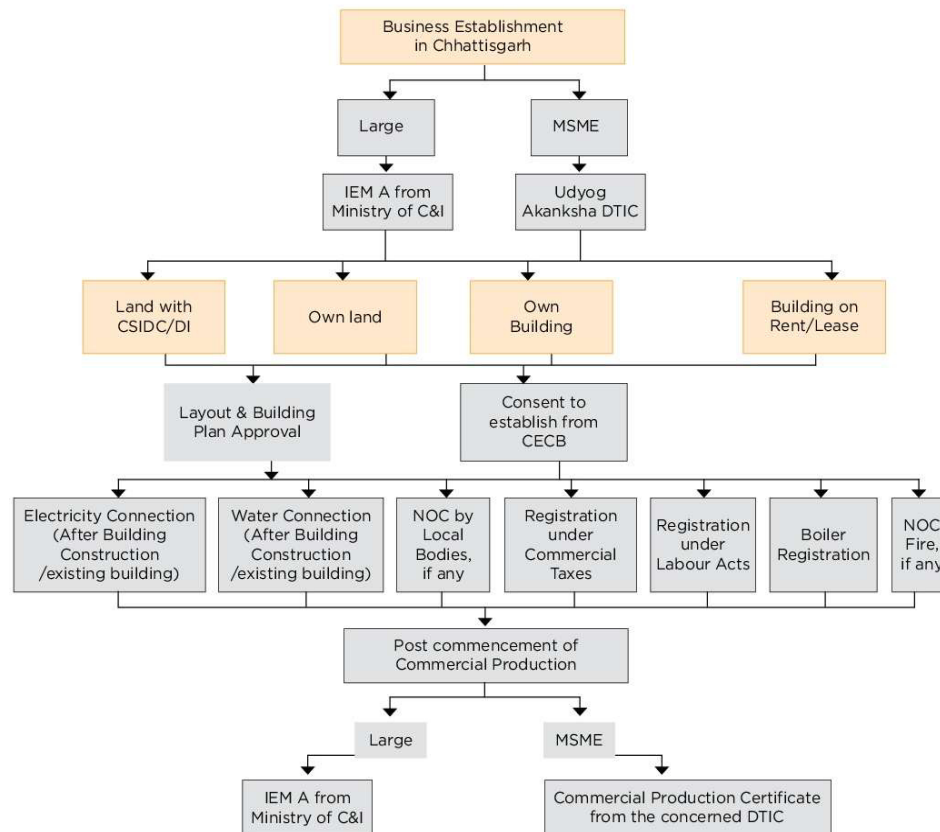 Business Establishment
in Chhattisgarh
Large
MSME
IEM A from
Ministry of C&I
Udyog
Akanksha DTIC
Land with
CSIDC/DI
Own land
Own
Building
Building on
Rent/Lease
Layout & Building
Plan Approval
Consent to
establish from
CECB
Electricity Connection
(After Building
Construction
/existing building)
Water Connection
(After Building
Construction
/existing building)
NOC by
Local
Bodies,
if any
Registration
under
Commercial
Taxes
Registration
under
Labour Acts
Boiler
Registration
NOC
Fire,
if any
Post commencement of
Commercial Production
Large
MSME
IEM A from
Ministry of C&I
Commercial Production Certificate
from the concerned DTIC